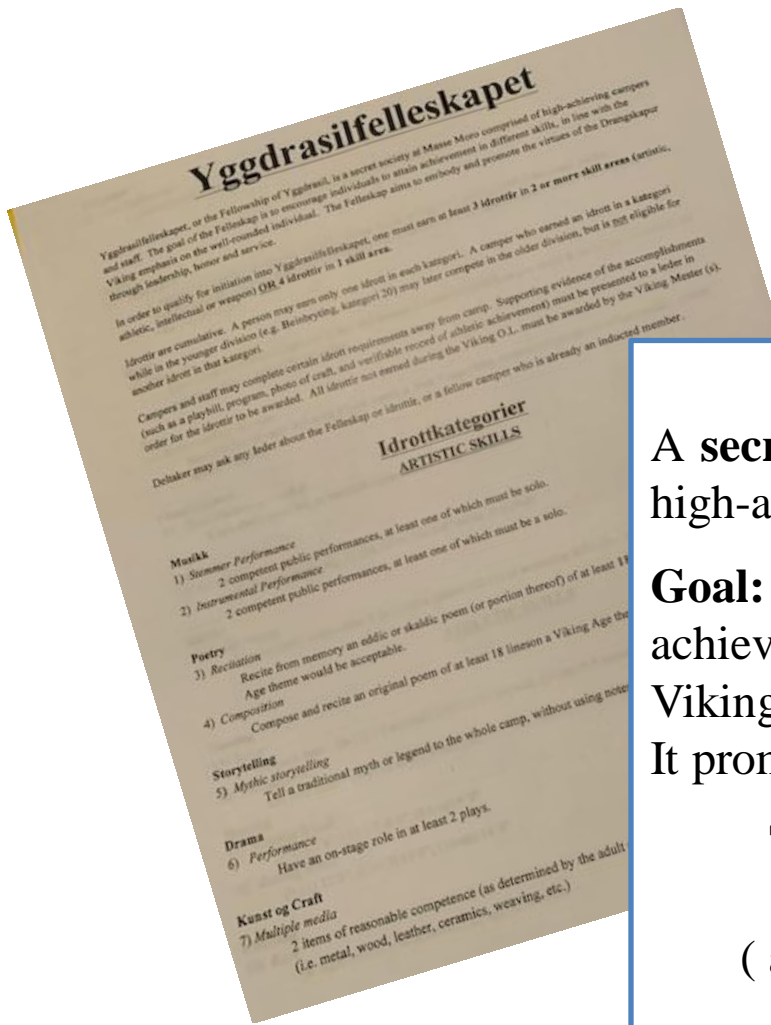 Yggdrasilfelleskapet
Yggdrasilfelleskapet, or the Fellowship of Yggdrasil, is a secret society at Masse Moro comprised of high-achieving campers
and staff. The goal of the Felleskap is to encourage individuals to attain achievement in different skills, in line with the
Viking emphasis on the well-rounded individual. The Felleskap aims to embody and promote the virtues of the Drangskapur
through leadership, honor and service.
In order to qualify for initiation into Yggdrasilfelleskapet, one must earn at least 3 idrottir in 2 or more skill areas (artistic,
athletic, intellectual or weapon) OR 4 idrottir in 1 skill area.
Idrottir are cumulative. A person may earn only one idrott in each kategori. A camper who earned an idrott in a kategori
while in the younger division (e.g. Beinbryting, kategori 20) may later compete in the older division, but is not eligible for
another idrott in that kategori.
Campers and staff may complete certain idrott requirements away from camp. Supporting evidence of the accomplishments
(such as a playbill, program, photo of craft, and verifiable record of athletic achievement) must be presented to a leder in
order for the idrottir to be awarded. All idrottir not earned during the Viking O.L. must be awarded by the Viking Mester (s).
Deltaker may ask any leder about the Felleskap or idrottir, or a fellow camper who is already an inducted member.
Idrottkategorier
ARTISTIC SKILLS
Musikk
1) Stemmer Performance
2 competent public performances, at least one of which must be solo.
2) Instrumental Performance
2 competent public performances, at least one of which must be a solo.
Poetry
3) Recitation
Recite from memory an eddic or skaldic poem (or portion thereof) of at least
Age theme would be acceptable.
4) Composition
Compose and recite an original poem of at least 18 lineson a Viking Age
Storytelling
5) Mythic storytelling
Tell a traditional myth or legend to the whole camp, without using
Drama
6) Performance
Have an on-stage role in at least 2 plays.
Kunst og Craft
7) Multiple media
2 items of reasonable competence (as determined by the adult
(i.e. metal, wood, leather, ceramics, weaving, etc.)
A
high-a
Goal:
achiev
Viking
It
(